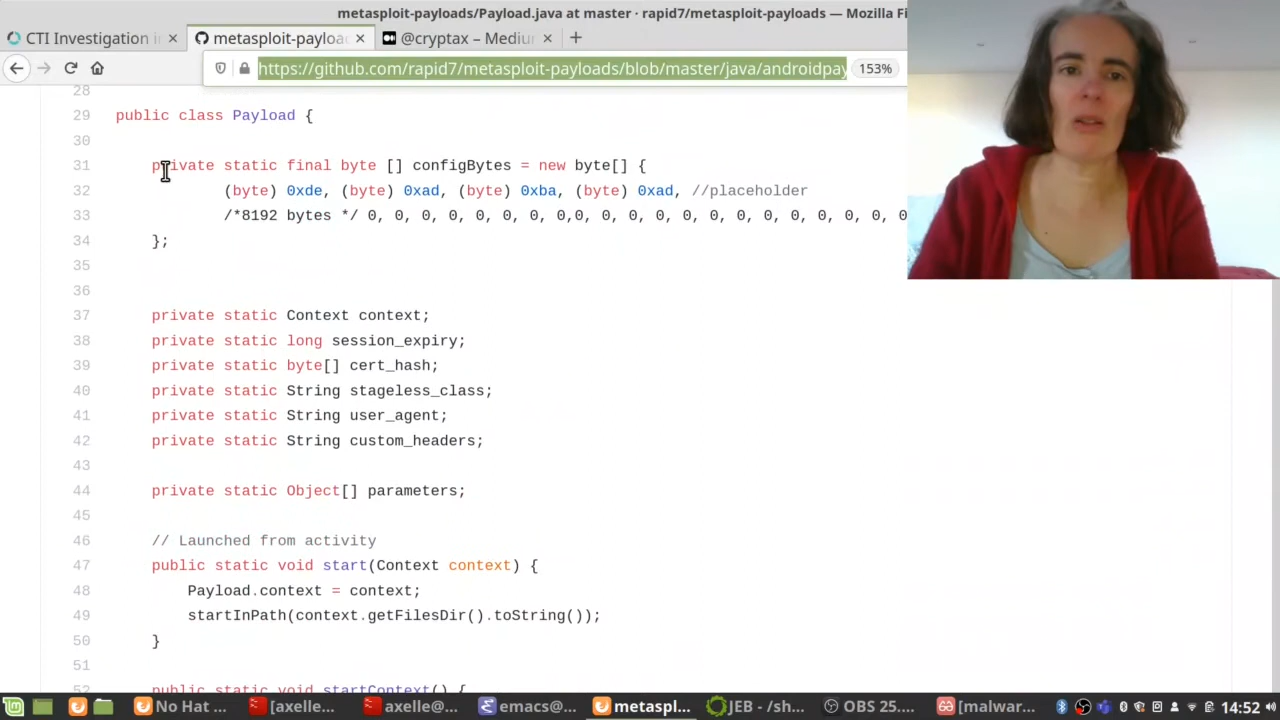 metasploit-payloads/Payload.java at master · rapid7/metasploit-payloads — Mozilla Fi
CTI Investigation i
metasploit-payloa
@cryptax – Medium
https://github.com/rapid7/metasploit-payloads/blob/master/java/androidpay
153%
28
29 public class Payload {
30
31 private static final byte [] configBytes = new byte[] {
32 (byte) 0xde, (byte) 0xad, (byte) 0xba, (byte) 0xad, //placeholder
33 /*8192 bytes */ 0, 0, 0, 0, 0, 0, 0, 0,0, 0, 0, 0, 0, 0, 0, 0, 0, 0, 0, 0, 0
34 };
35
36
37 private static Context context;
38 private static long session_expiry;
39 private static byte[] cert_hash;
40 private static String stageless_class;
41 private static String user_agent;
42 private static String custom_headers;
43
44 private static Object[] parameters;
45
46 // Launched from activity
47 public static void start(Context context) {
48 Payload.context = context;
49 startInPath(context.getFilesDir().toString());
50 }
51
52 public static void startContext() {
No Hat ... [axelle... axelle@... emacs@... metaspl... JEB - /sh... OBS 25.... [malwar... 14:52